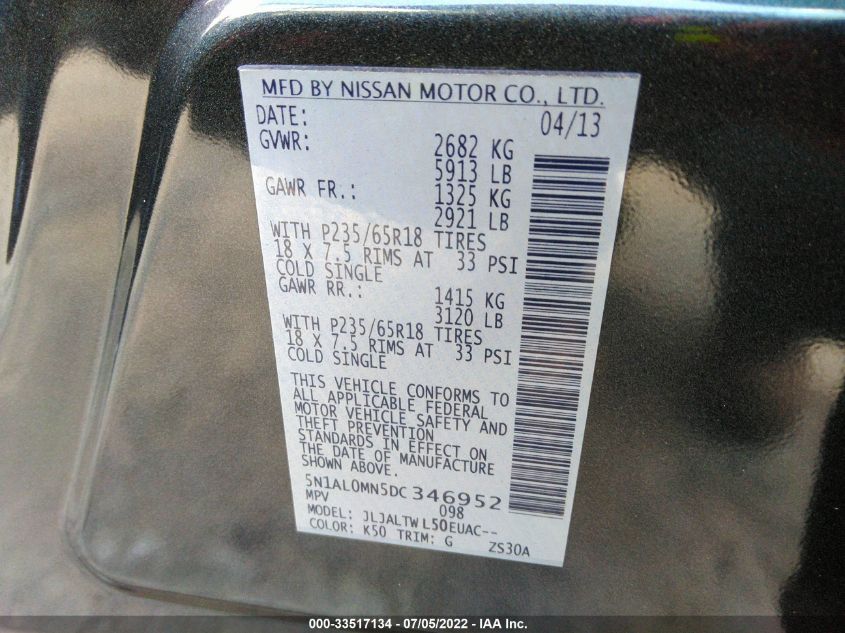 MFD BY NISSAN MOTOR CO., LTD.
DATE: 04/13
GVWR: 2682 KG
5913 LB
GAWR FR.: 1325 KG
2921 LB
WITH P235/65R18 TIRES
18 X 7.5 RIMS AT 33 PSI
COLD SINGLE
GAWR RR.: 1415 KG
3120 LB
WITH P235/65R18 TIRES
18 X 7.5 RIMS AT 33 PSI
COLD SINGLE
THIS VEHICLE CONFORMS TO
ALL APPLICABLE FEDERAL
MOTOR VEHICLE SAFETY AND
THEFT PREVENTION
STANDARDS IN EFFECT ON
THE DATE OF MANUFACTURE
SHOWN ABOVE.
5N1AL0MN5DC346952
MPV 098
MODEL: JL3ALTWL50EUAC--
COLOR: K50 TRIM: G ZS30A
000-33517134 - 07/05/2022 - IAA Inc.